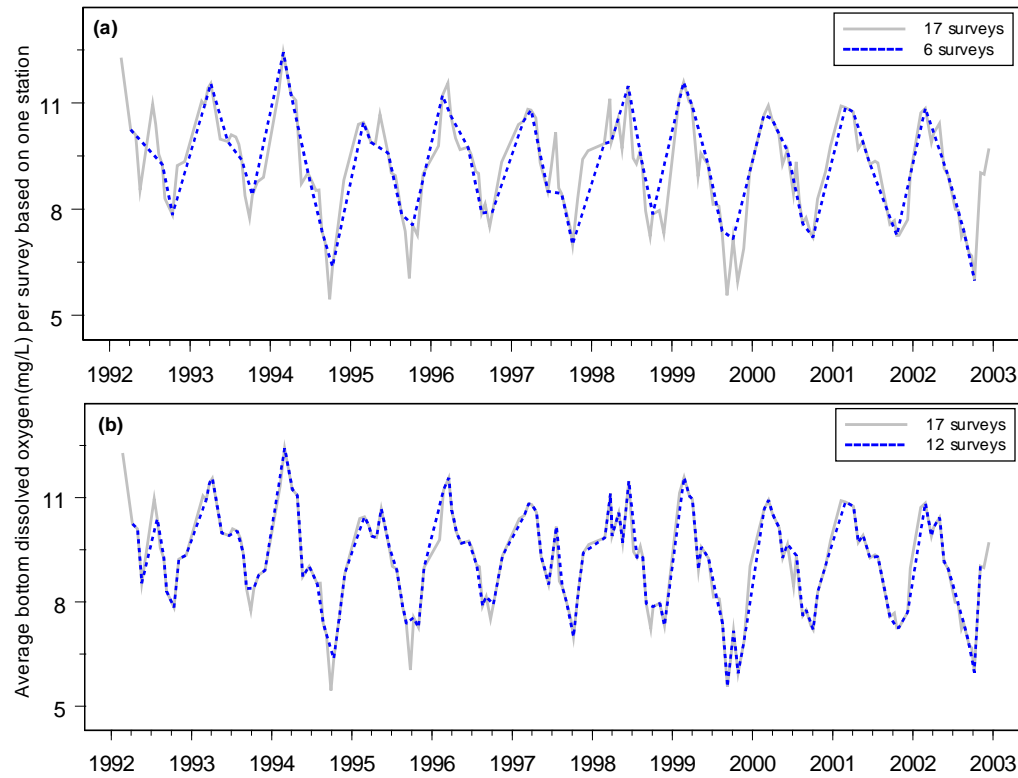 Average bottom dissolved oxygen(mg/L) per survey based on one station
(a)
17 surveys
6 surveys
11
8
5
1992 1993 1994 1995 1996 1997 1998 1999 2000 2001 2002 2003
(b)
17 surveys
12 surveys
11
8
5
1992 1993 1994 1995 1996 1997 1998 1999 2000 2001 2002 2003